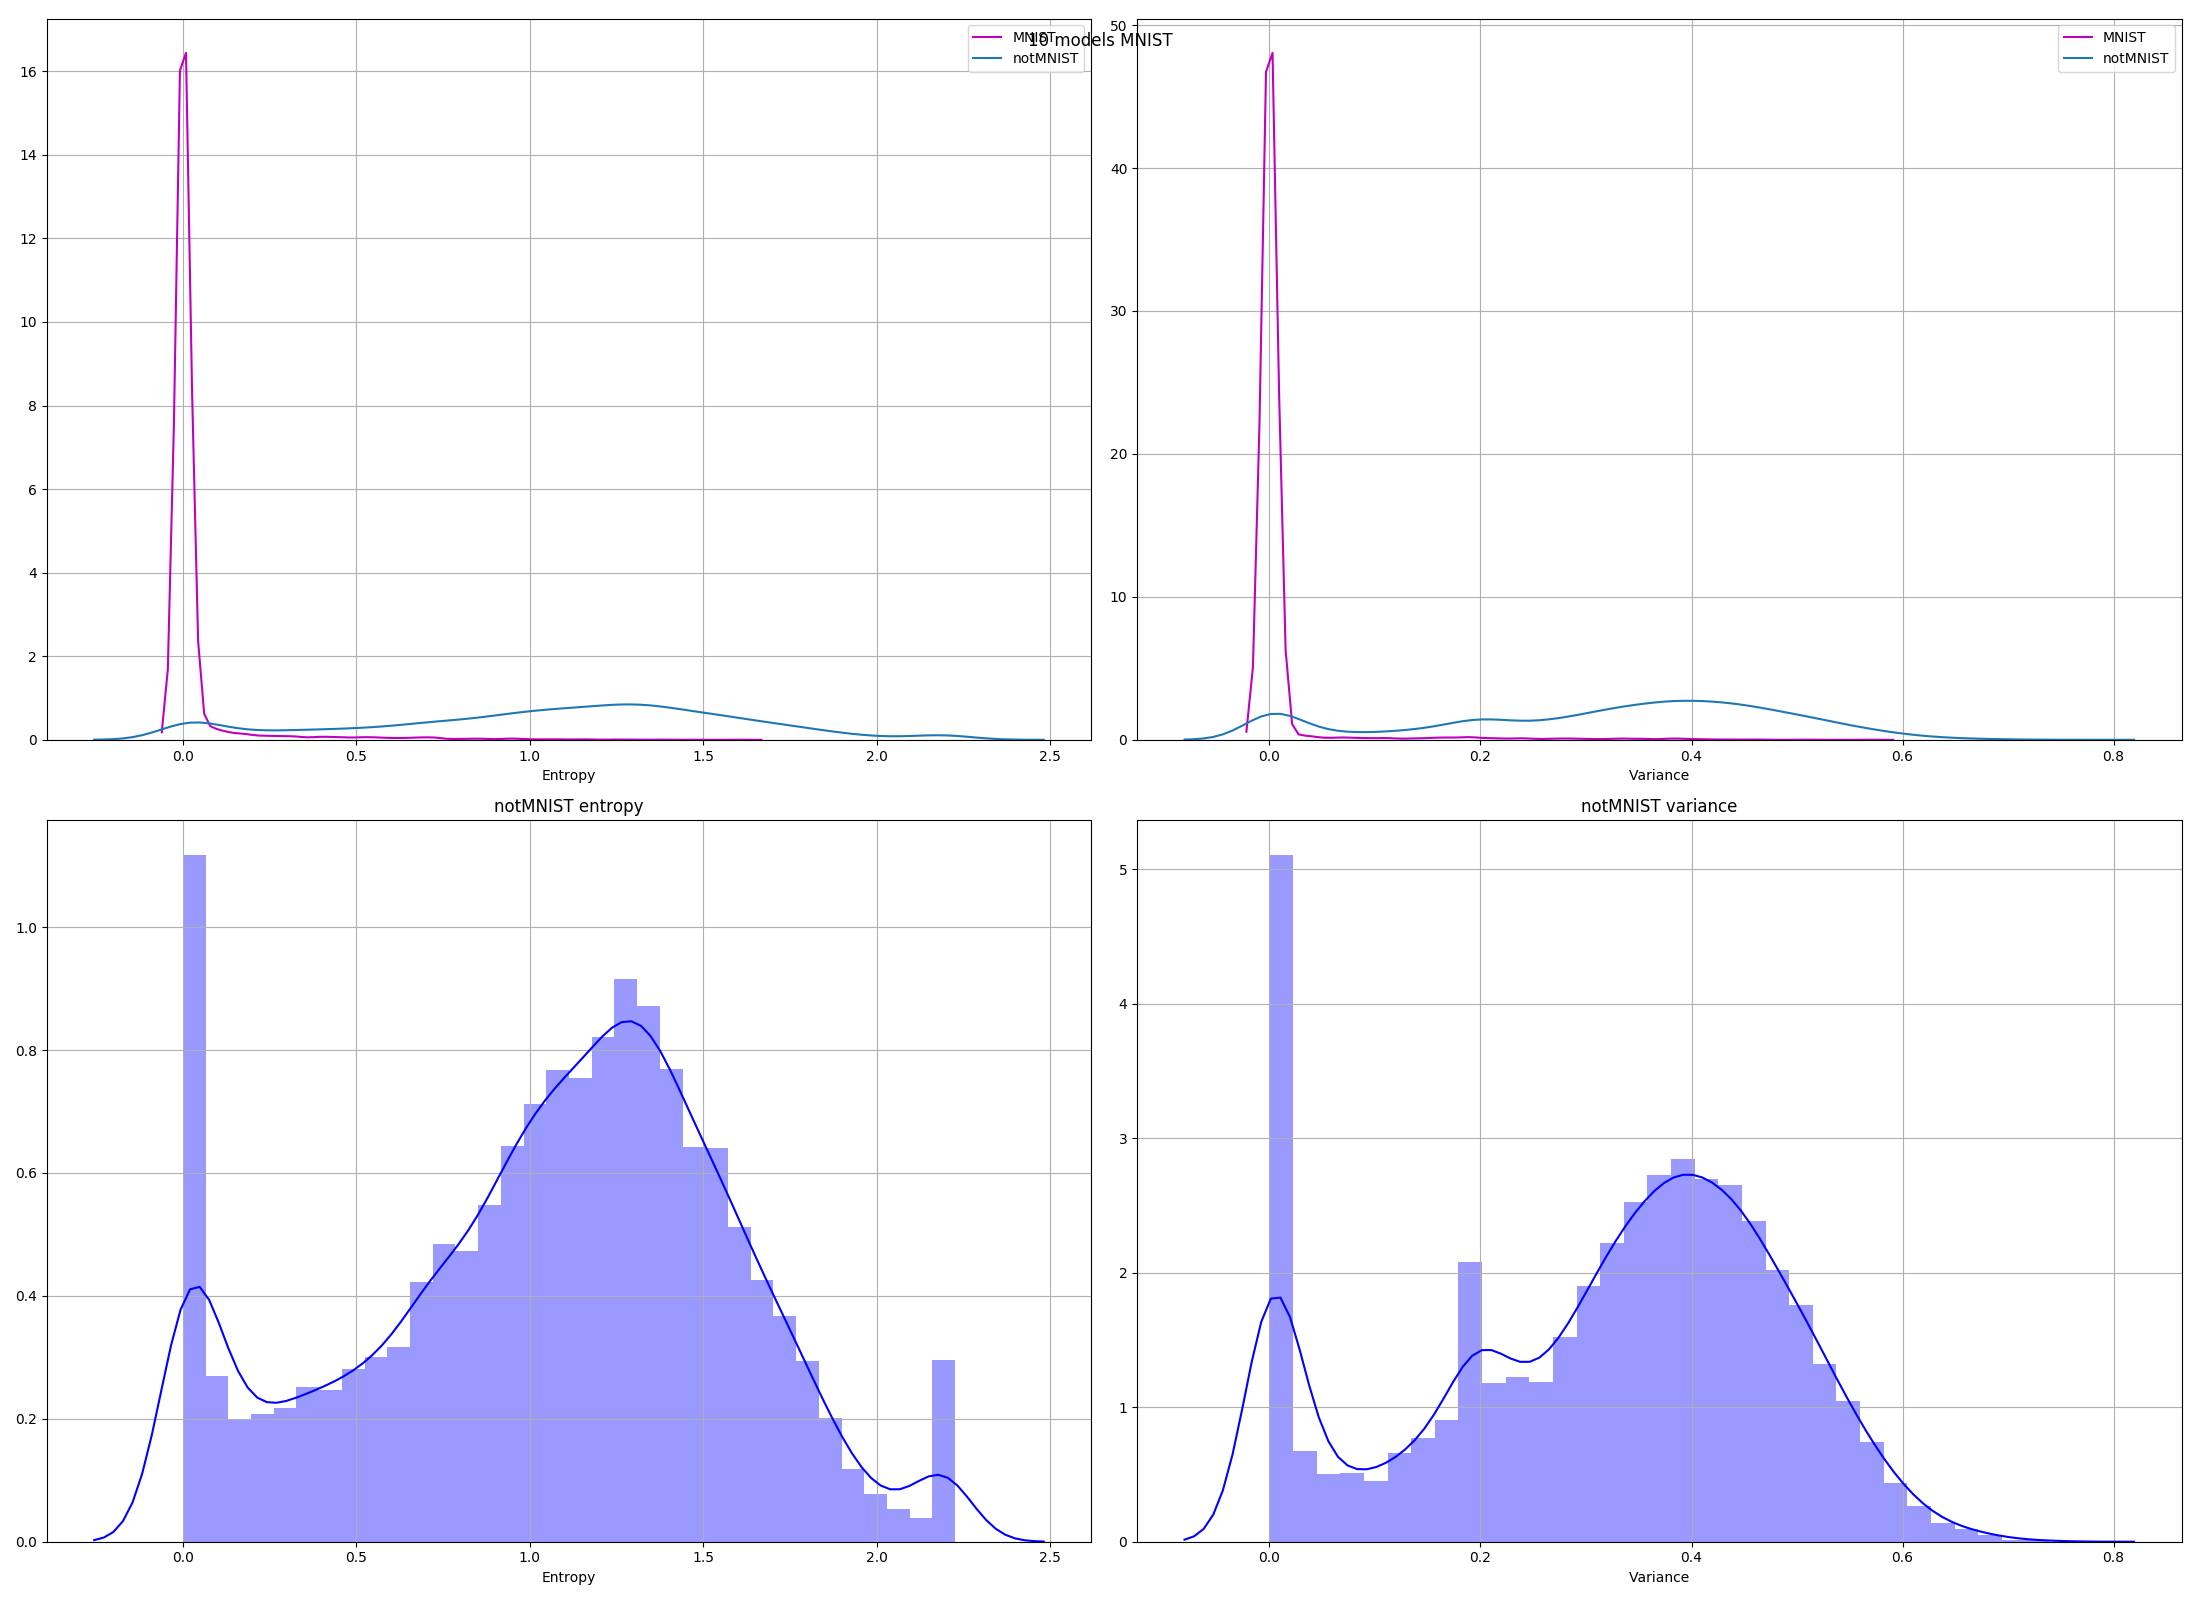 10 models MNIST
MNIST
notMNIST
16
14
12
10
8
6
4
2
0
0.0 0.5 1.0 1.5 2.0 2.5
Entropy
MNIST
notMNIST
50
40
30
20
10
0
0.0 0.2 0.4 0.6 0.8
Variance
notMNIST entropy
1.0
0.8
0.6
0.4
0.2
0.0
0.0 0.5 1.0 1.5 2.0 2.5
Entropy
notMNIST variance
5
4
3
2
1
0
0.0 0.2 0.4 0.6 0.8
Variance